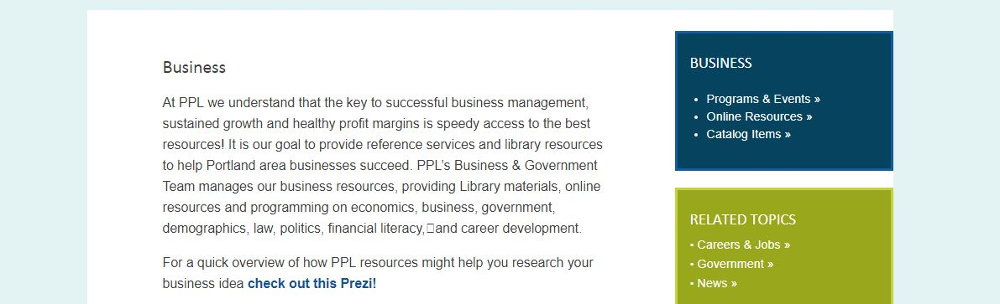 Business
At PPL we understand that the key to successful business management,
sustained growth and healthy profit margins is speedy access to the best
resources! It is our goal to provide reference services and library resources
to help Portland area businesses succeed. PPL’s Business & Government
Team manages our business resources, providing Library materials, online
resources and programming on economics, business, government,
demographics, law, politics, financial literacy,▯and career development.
For a quick overview of how PPL resources might help you research your
business idea check out this Prezi!
BUSINESS
• Programs & Events »
• Online Resources »
• Catalog Items »
RELATED TOPICS
• Careers & Jobs »
• Government »
• News »